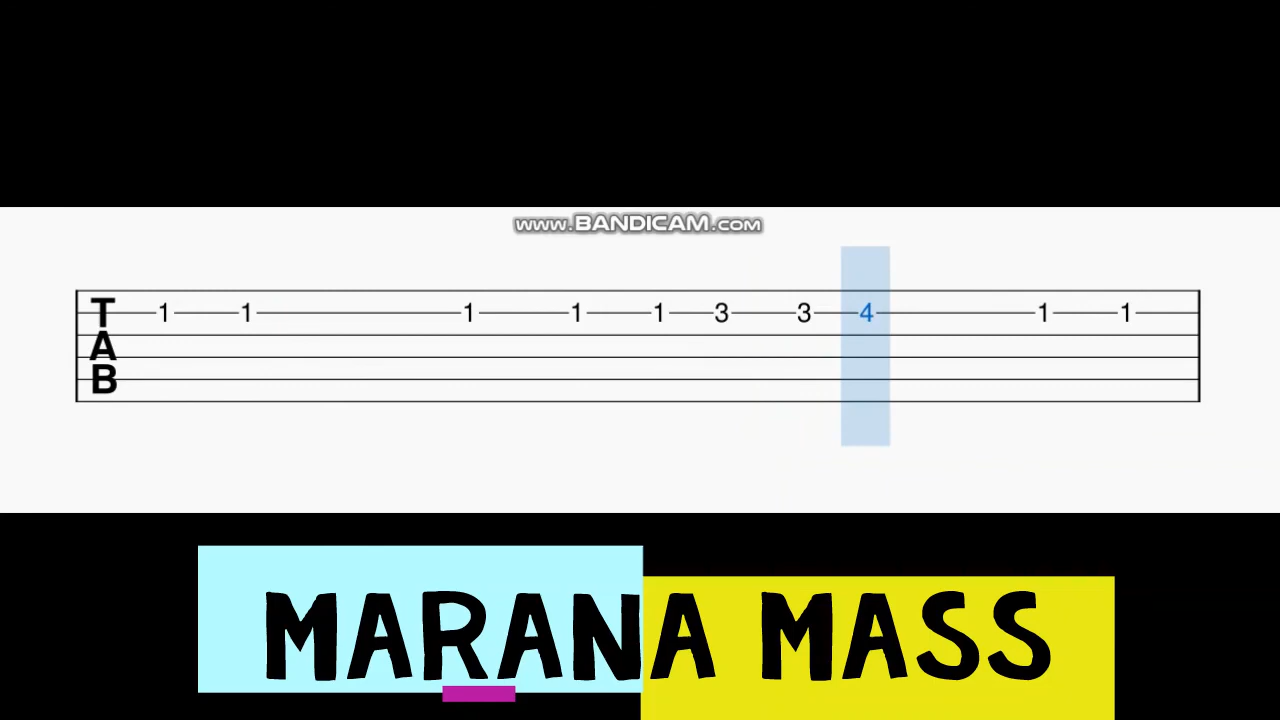 www.BANDICAM.com
T 1 1 1 1 1 3 3 4 1 1
A
B
MARANA MASS